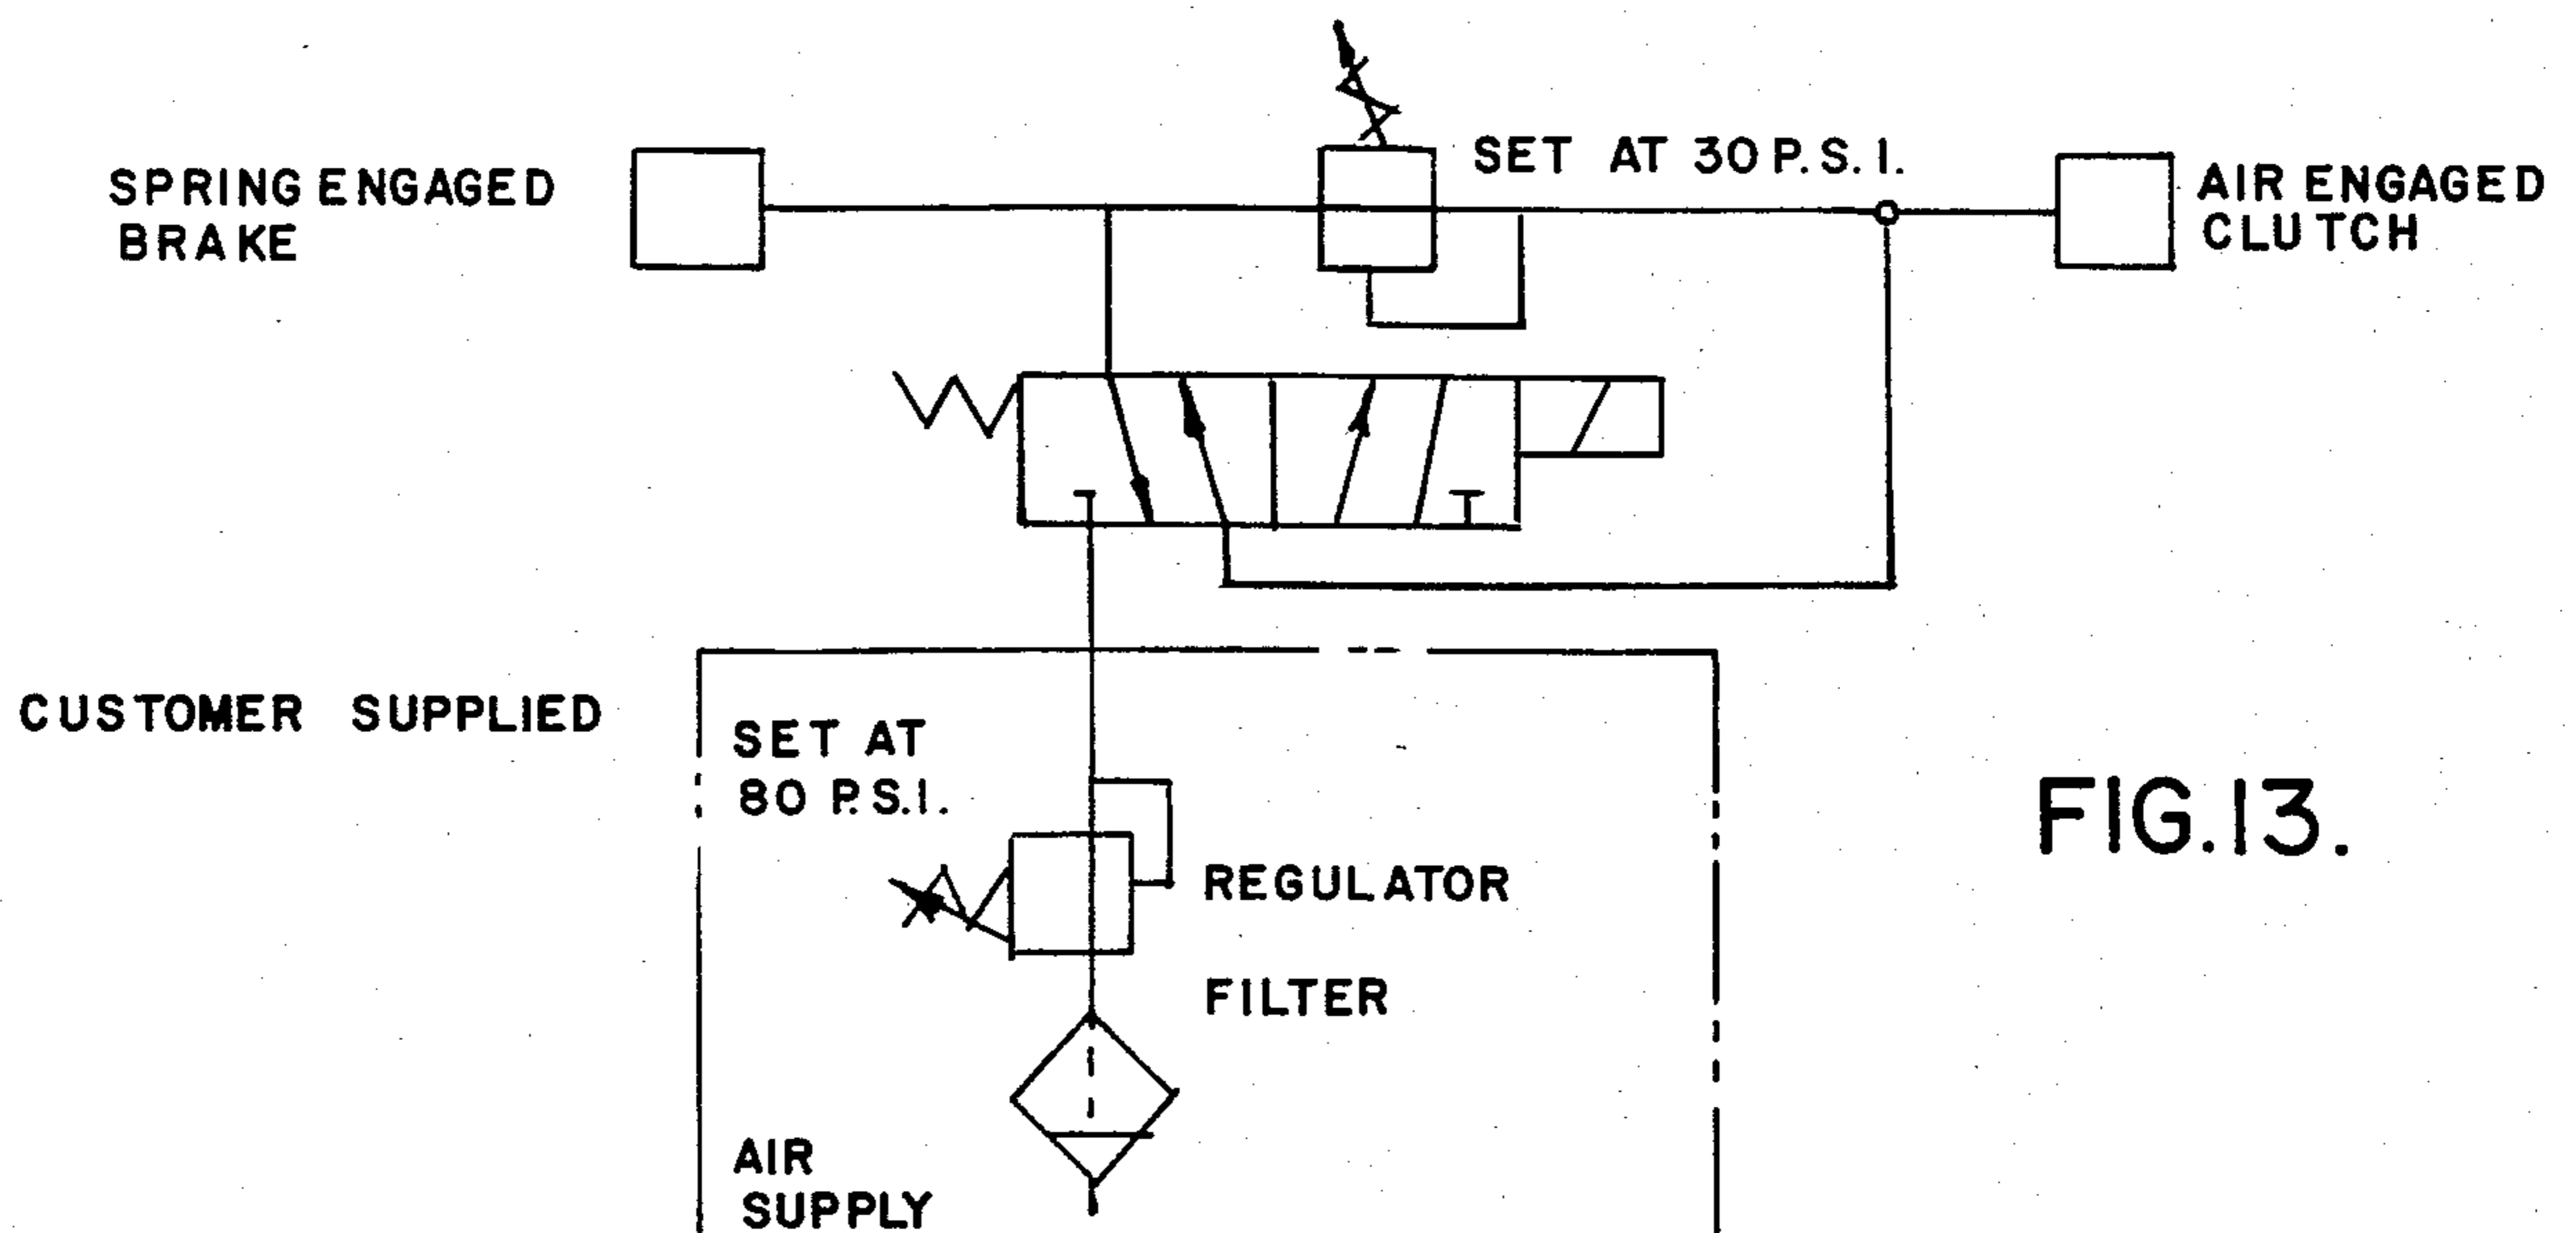 SET AT 30 P.S.I.
SPRING ENGAGED
BRAKE
AIR ENGAGED
CLUTCH
CUSTOMER SUPPLIED
SET AT
80 P.S.I.
REGULATOR
FILTER
FIG.13.
AIR
SUPPLY